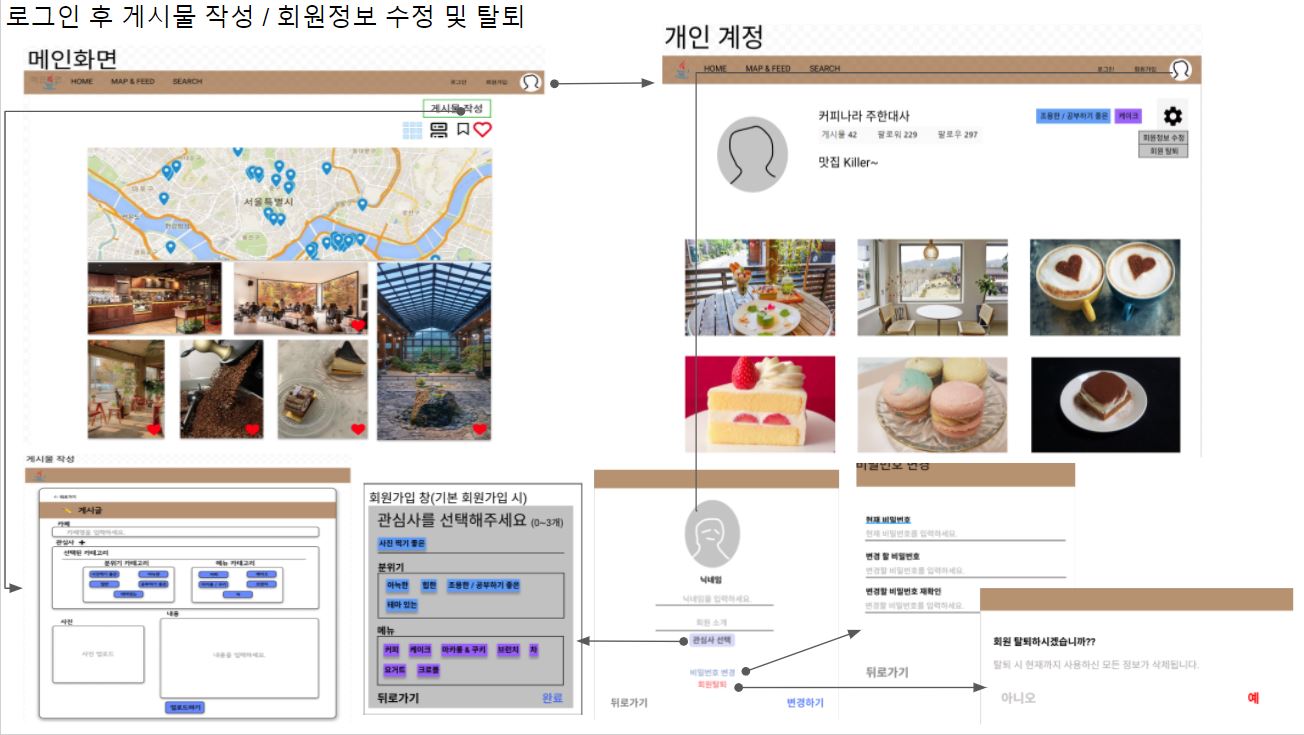 로그인 후 게시물 작성 / 회원정보 수정 및 탈퇴
메인화면
HOME MAP & FEED SEARCH 로그인 회원가입
게시물 작성
서울특별시
개인 계정
HOME MAP & FEED SEARCH 로그인 회원가입
커피나라 주한대사
게시물 42 팔로워 229 팔로우 297
맛집 Killer~
조용한 / 공부하기 좋은 케이크
회원정보 수정
회원 탈퇴
게시물 작성
뒤로가기
게시글
카페
카페명을 입력하세요.
관심사 +
선택된 카테고리
분위기 카테고리 메뉴 카테고리
사진
사진 업로드
내용
내용을 입력하세요.
업로드하기
회원가입 창(기본 회원가입 시)
관심사를 선택해주세요 (0~3개)
사진 찍기 좋은
분위기
아늑한 힙한 조용한 / 공부하기 좋은
테마 있는
메뉴
커피 케이크 마카롱 & 쿠키 브런치 차
요거트 크로플
뒤로가기 완료
닉네임
닉네임을 입력하세요.
회원 소개
관심사 선택
비밀번호 변경
회원탈퇴
뒤로가기 변경하기
비밀번호 변경
현재 비밀번호
현재 비밀번호를 입력하세요.
변경 할 비밀번호
변경할 비밀번호를 입력하세요.
변경할 비밀번호 재확인
변경할 비밀번호를 입력하세요.
뒤로가기
회원 탈퇴하시겠습니까??
탈퇴 시 현재까지 사용하신 모든 정보가 삭제됩니다.
아니오 예